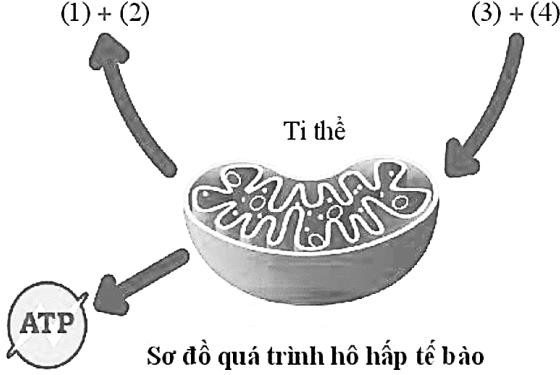 (1) + (2)
(3) + (4)
Ti thể
ATP
Sơ đồ quá trình hô hấp tế bào